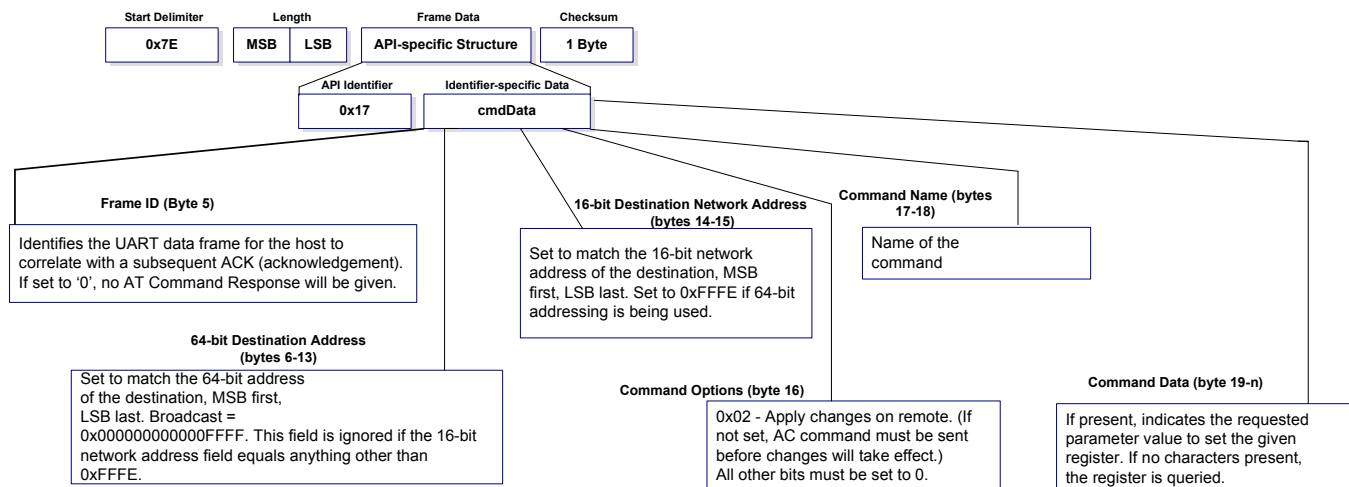 Start Delimiter
Length
Frame Data
Checksum
0x7E
MSB
LSB
API-specific Structure
1 Byte
API Identifier
Identifier-specific Data
0x17
cmdData
Frame ID (Byte 5)
Identifies the UART data frame for the host to
correlate with a subsequent ACK (acknowledgement).
If set to ‘0’, no AT Command Response will be given.
64-bit Destination Address
(bytes 6-13)
Set to match the 64-bit address
of the destination, MSB first,
LSB last. Broadcast =
0x000000000000FFFF. This field is ignored if the 16-bit
network address field equals anything other than
0xFFFE.
16-bit Destination Network Address
(bytes 14-15)
Set to match the 16-bit network
address of the destination, MSB
first, LSB last. Set to 0xFFFE if 64-bit
addressing is being used.
Command Options (byte 16)
0x02 - Apply changes on remote. (If
not set, AC command must be sent
before changes will take effect.)
All other bits must be set to 0.
Command Name (bytes
17-18)
Name of the
command
Command Data (byte 19-n)
If present, indicates the requested
parameter value to set the given
register. If no characters present,
the register is queried.